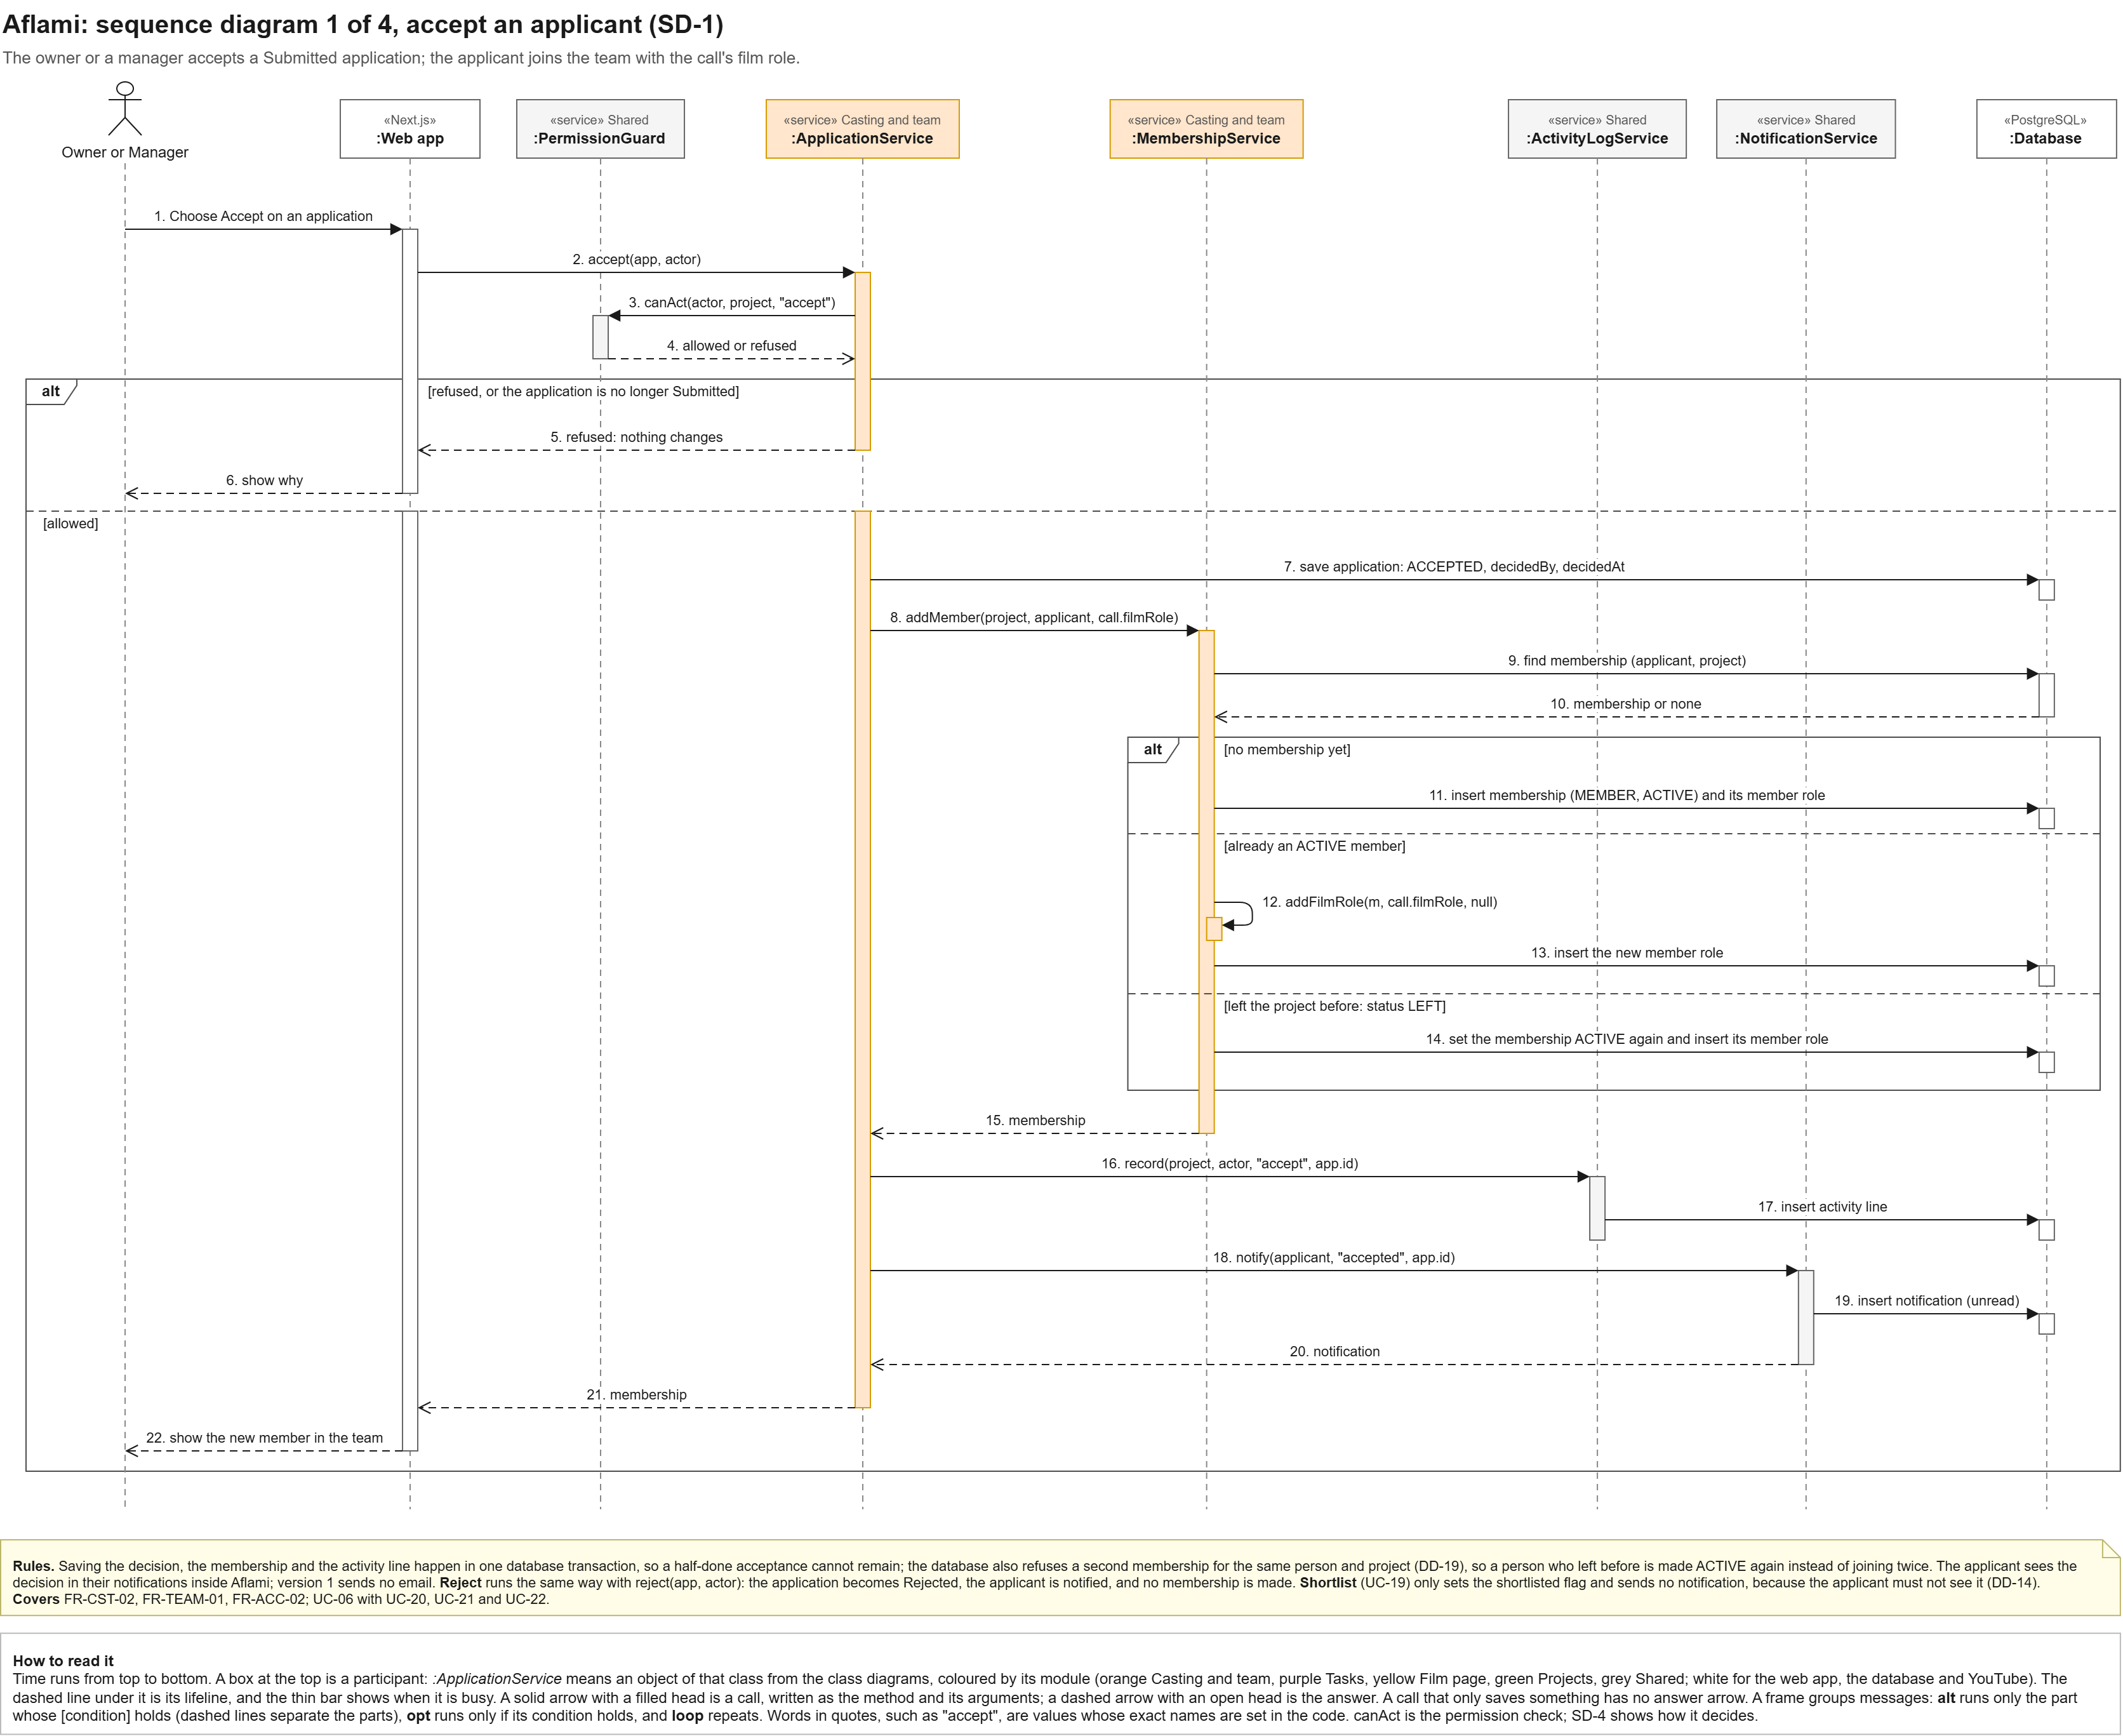 Aflami: sequence diagram 1 of 4, accept an applicant (SD-1)
The owner or a manager accepts a Submitted application; the applicant joins the team with the call's film role.
Owner or Manager
«Next.js»
:Web app
«service» Shared
:PermissionGuard
«service» Casting and team
:ApplicationService
«service» Casting and team
:MembershipService
«service» Shared
:ActivityLogService
«service» Shared
:NotificationService
«PostgreSQL»
:Database
1. Choose Accept on an application
2. accept(app, actor)
3. canAct(actor, project, "accept")
4. allowed or refused
alt
[refused, or the application is no longer Submitted]
5. refused: nothing changes
6. show why
[allowed]
7. save application: ACCEPTED, decidedBy, decidedAt
8. addMember(project, applicant, call.filmRole)
9. find membership (applicant, project)
10. membership or none
alt
[no membership yet]
11. insert membership (MEMBER, ACTIVE) and its member role
[already an ACTIVE member]
12. addFilmRole(m, call.filmRole, null)
13. insert the new member role
[left the project before: status LEFT]
14. set the membership ACTIVE again and insert its member role
15. membership
16. record(project, actor, "accept", app.id)
17. insert activity line
18. notify(applicant, "accepted", app.id)
19. insert notification (unread)
20. notification
21. membership
22. show the new member in the team
Rules. Saving the decision, the membership and the activity line happen in one database transaction, so a half-done acceptance cannot remain; the database also refuses a second membership for the same person and project (DD-19), so a person who left before is made ACTIVE again instead of joining twice. The applicant sees the
decision in their notifications inside Aflami; version 1 sends no email. Reject runs the same way with reject(app, actor): the application becomes Rejected, the applicant is notified, and no membership is made. Shortlist (UC-19) only sets the shortlisted flag and sends no notification, because the applicant must not see it (DD-14).
Covers FR-CST-02, FR-TEAM-01, FR-ACC-02; UC-06 with UC-20, UC-21 and UC-22.
How to read it
Time runs from top to bottom. A box at the top is a participant: :ApplicationService means an object of that class from the class diagrams, coloured by its module (orange Casting and team, purple Tasks, yellow Film page, green Projects, grey Shared; white for the web app, the database and YouTube). The
dashed line under it is its lifeline, and the thin bar shows when it is busy. A solid arrow with a filled head is a call, written as the method and its arguments; a dashed arrow with an open head is the answer. A call that only saves something has no answer arrow. A frame groups messages: alt runs only the part
whose [condition] holds (dashed lines separate the parts), opt runs only if its condition holds, and loop repeats. Words in quotes, such as "accept", are values whose exact names are set in the code. canAct is the permission check; SD-4 shows how it decides.